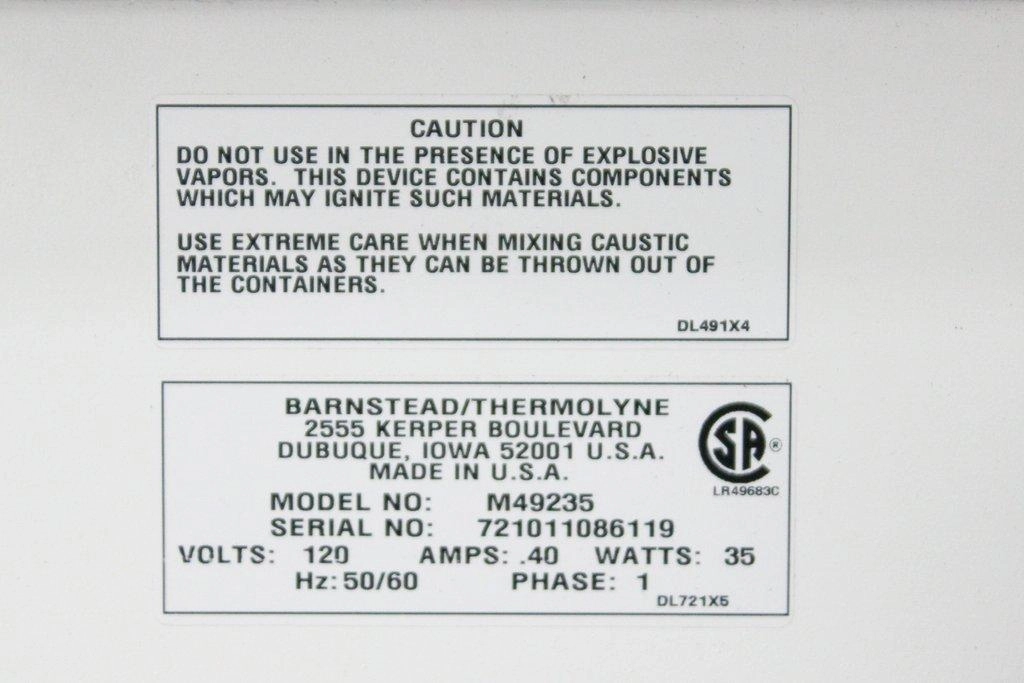 CAUTION
DO NOT USE IN THE PRESENCE OF EXPLOSIVE
VAPORS. THIS DEVICE CONTAINS COMPONENTS
WHICH MAY IGNITE SUCH MATERIALS.
USE EXTREME CARE WHEN MIXING CAUSTIC
MATERIALS AS THEY CAN BE THROWN OUT OF
THE CONTAINERS.
DL491X4
BARNSTEAD/THERMOLYNE
2555 KERPER BOULEVARD
DUBUQUE, IOWA 52001 U.S.A.
MADE IN U.S.A.
SA ®
LR49683C
MODEL NO: M49235
SERIAL NO: 721011086119
VOLTS: 120 AMPS: .40 WATTS: 35
Hz: 50/60 PHASE: 1
DL721X5